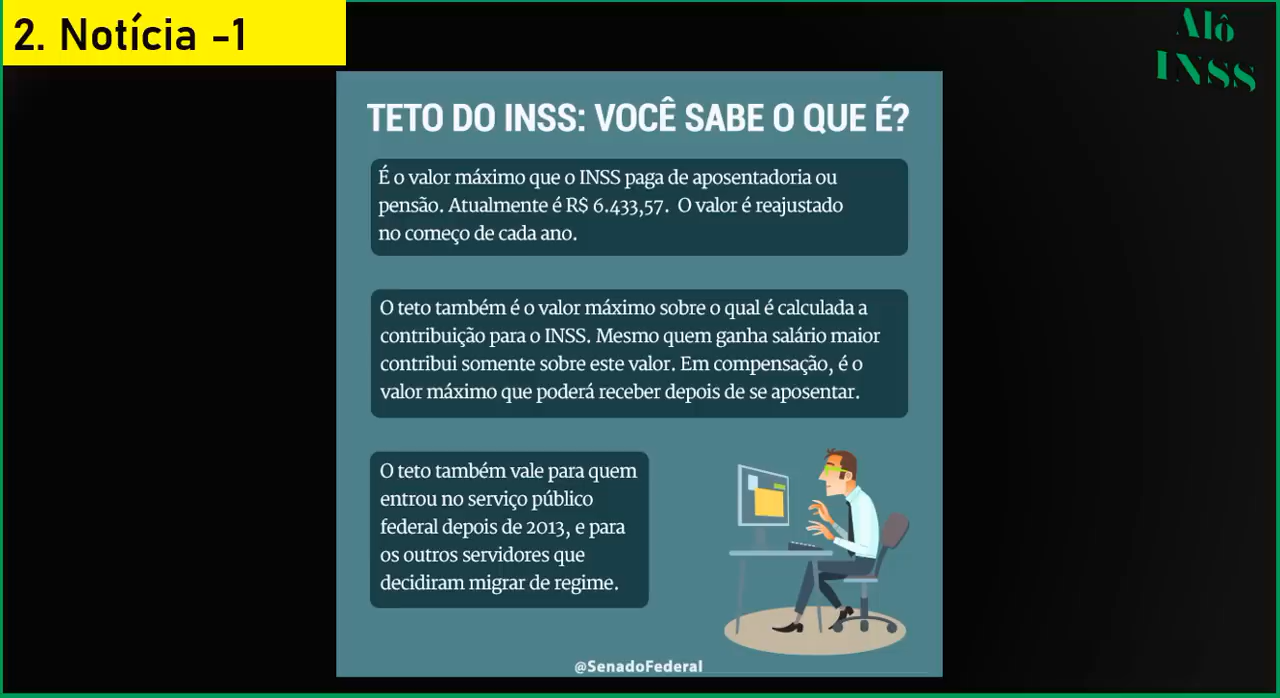 2. Notícia -1
Alô
INSS
TETO DO INSS: VOCÊ SABE O QUE É?
É o valor máximo que o INSS paga de aposentadoria ou
pensão. Atualmente é R$ 6.433,57. O valor é reajustado
no começo de cada ano.
O teto também é o valor máximo sobre o qual é calculada a
contribuição para o INSS. Mesmo quem ganha salário maior
contribui somente sobre este valor. Em compensação, é o
valor máximo que poderá receber depois de se aposentar.
O teto também vale para quem
entrou no serviço público
federal depois de 2013, e para
os outros servidores que
decidiram migrar de regime.
@SenadoFederal